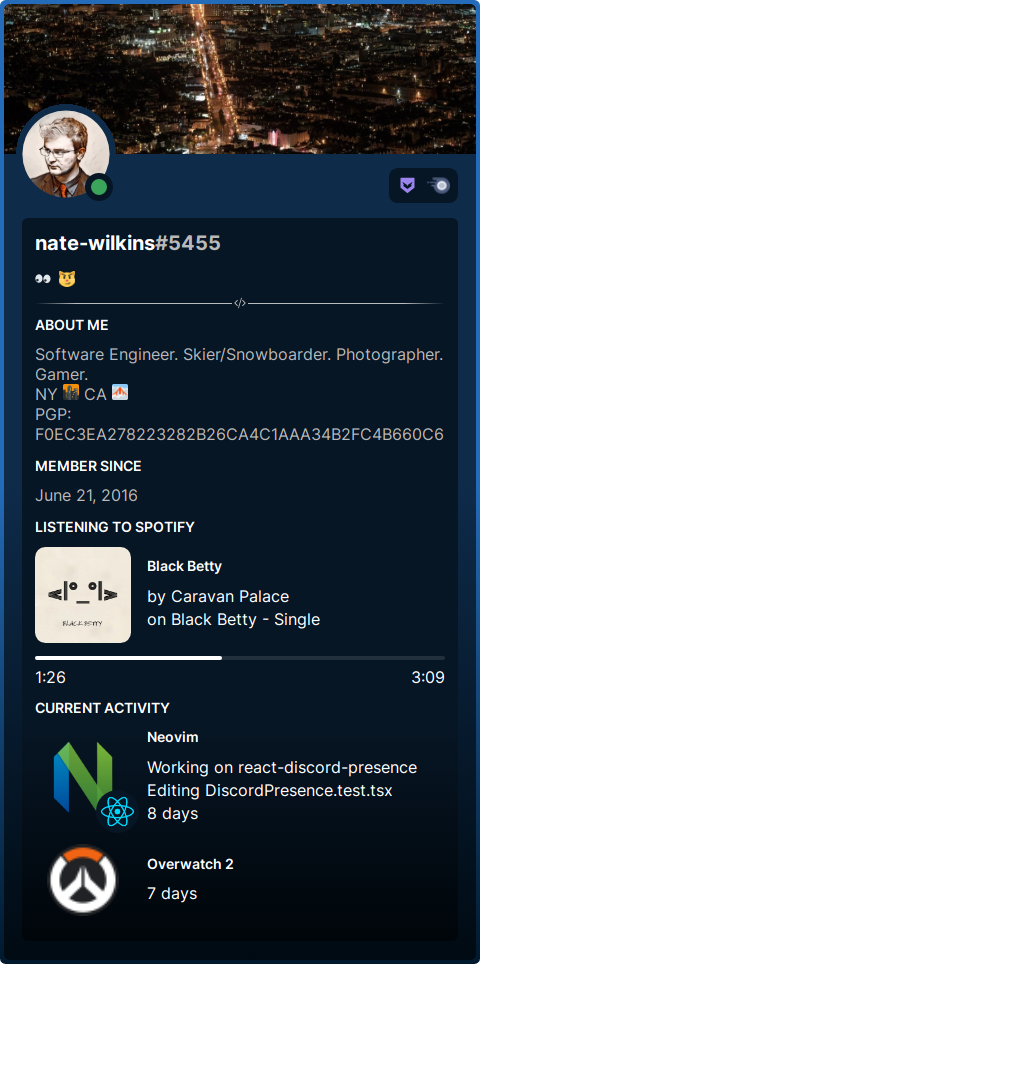 nate-wilkins#5455
👀 😼
</>
ABOUT ME
Software Engineer. Skier/Snowboarder. Photographer.
Gamer.
NY 🌆 CA 🌁
PGP:
F0EC3EA278223282B26CA4C1AAA34B2FC4B660C6
MEMBER SINCE
June 21, 2016
LISTENING TO SPOTIFY
<|°_°|>
BLACK BETTY
Black Betty
by Caravan Palace
on Black Betty - Single
1:26 3:09
CURRENT ACTIVITY
Neovim
Working on react-discord-presence
Editing DiscordPresence.test.tsx
8 days
Overwatch 2
7 days